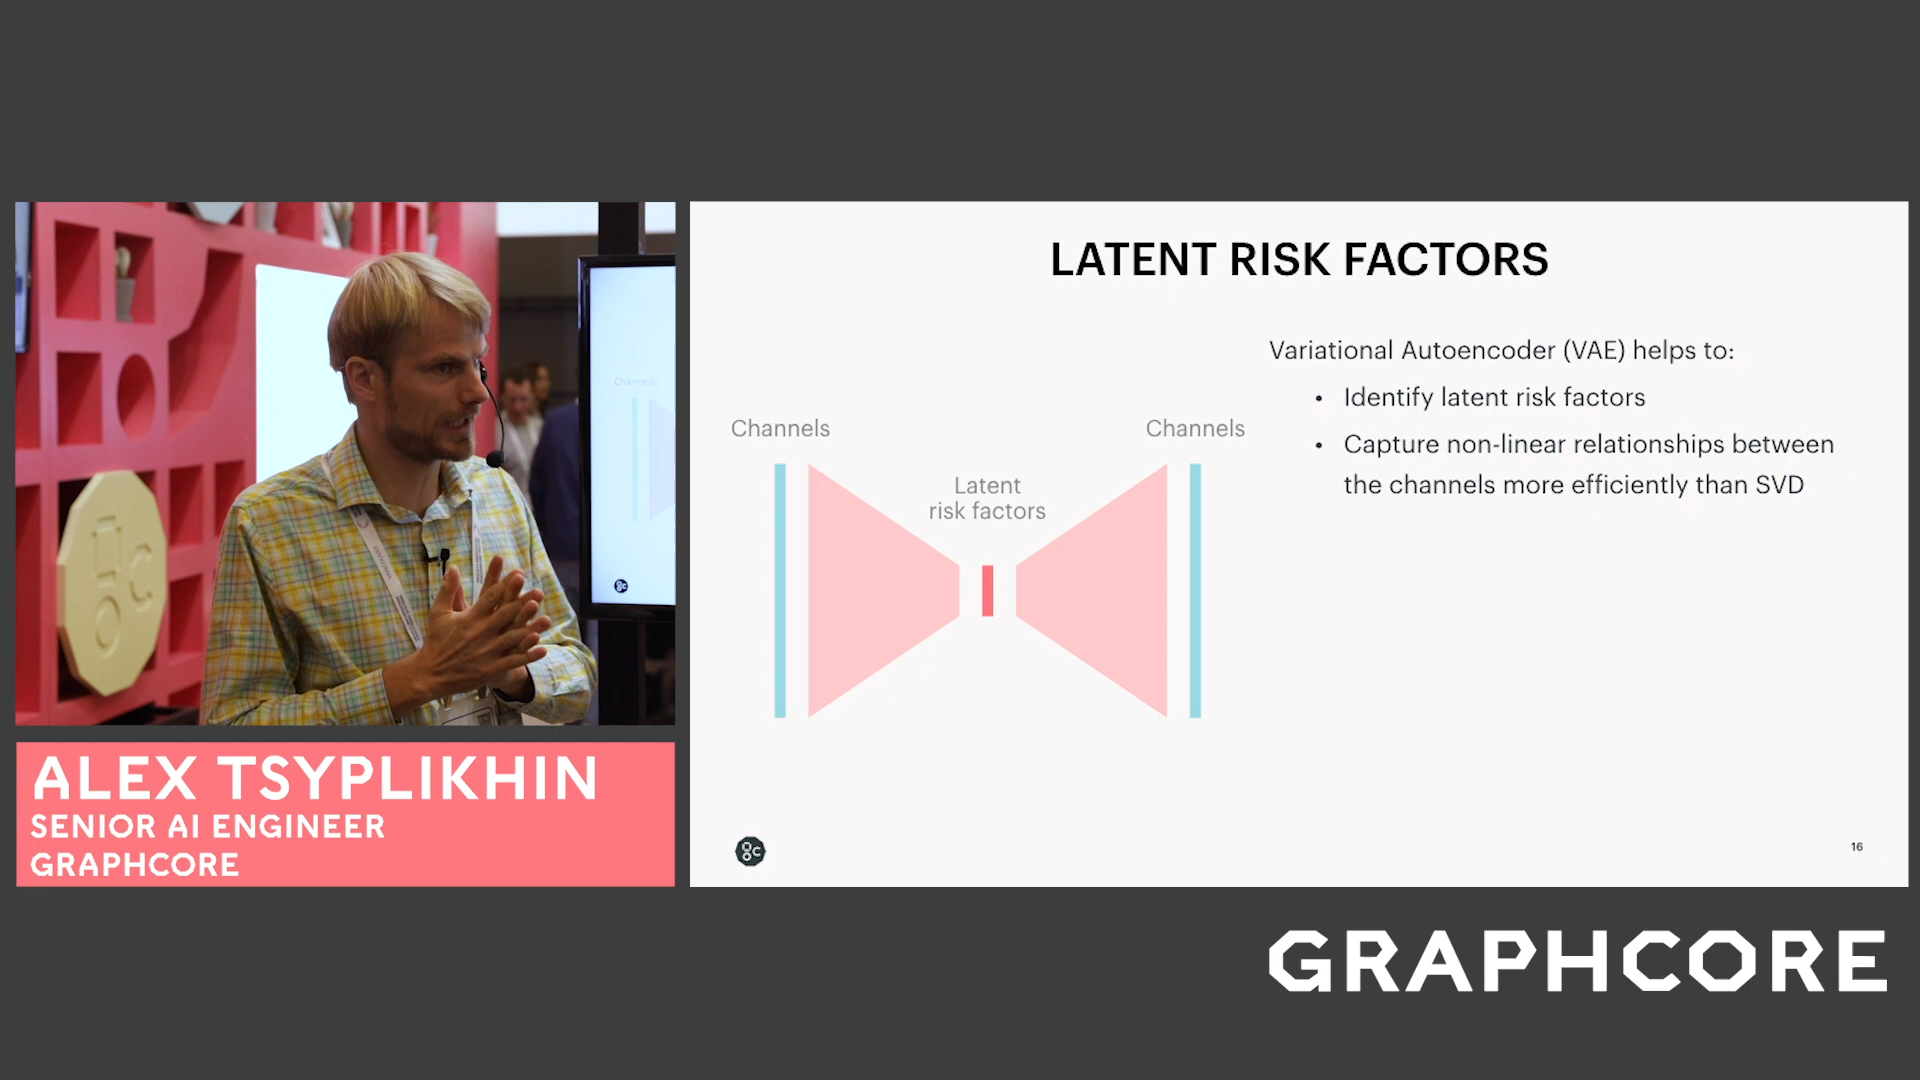 Channels
ALEX TSYPLIKHIN
SENIOR AI ENGINEER
GRAPHCORE
LATENT RISK FACTORS
Variational Autoencoder (VAE) helps to:
• Identify latent risk factors
• Capture non-linear relationships between
the channels more efficiently than SVD
Channels
Channels
Latent
risk factors
16
GRAPHCORE